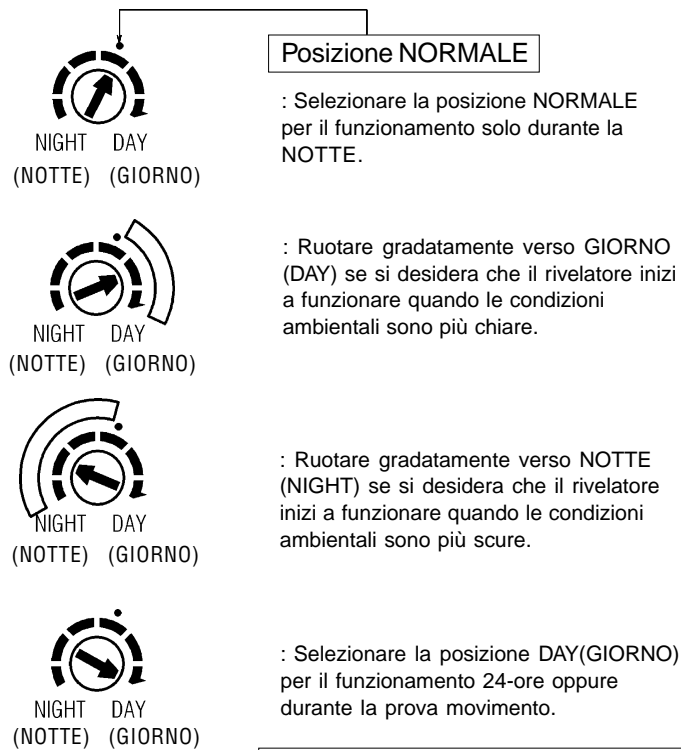 Posizione NORMALE
NIGHT DAY
(NOTTE) (GIORNO)
: Selezionare la posizione NORMALE
per il funzionamento solo durante la
NOTTE.
NIGHT DAY
(NOTTE) (GIORNO)
: Ruotare gradatamente verso GIORNO
(DAY) se si desidera che il rivelatore inizi
a funzionare quando le condizioni
ambientali sono più chiare.
NIGHT DAY
(NOTTE) (GIORNO)
: Ruotare gradatamente verso NOTTE
(NIGHT) se si desidera che il rivelatore
inizi a funzionare quando le condizioni
ambientali sono più scure.
NIGHT DAY
(NOTTE) (GIORNO)
: Selezionare la posizione DAY(GIORNO)
per il funzionamento 24-ore oppure
durante la prova movimento.